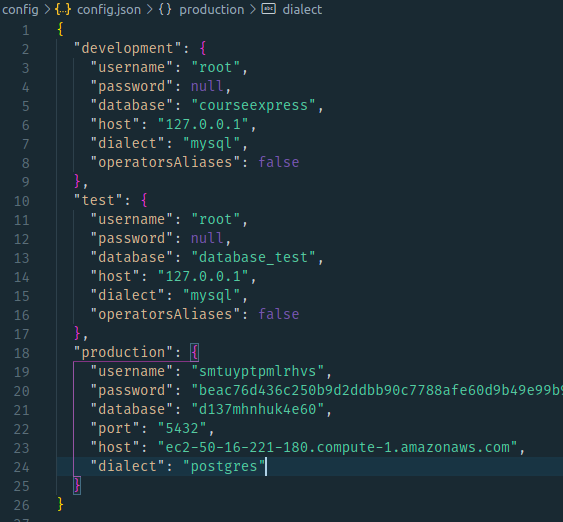 config > {..} config.json > {} production > abc dialect
1 {
2 "development": {
3 "username": "root",
4 "password": null,
5 "database": "courseexpress",
6 "host": "127.0.0.1",
7 "dialect": "mysql",
8 "operatorsAliases": false
9 },
10 "test": {
11 "username": "root",
12 "password": null,
13 "database": "database_test",
14 "host": "127.0.0.1",
15 "dialect": "mysql",
16 "operatorsAliases": false
17 },
18 "production": {
19 "username": "smtuyptpmlrhvs",
20 "password": "beac76d436c250b9d2ddbb90c7788afe60d9b49e99b9
21 "database": "d137mhnhuk4e60",
22 "port": "5432",
23 "host": "ec2-50-16-221-180.compute-1.amazonaws.com",
24 "dialect": "postgres"
25 }
26 }
27